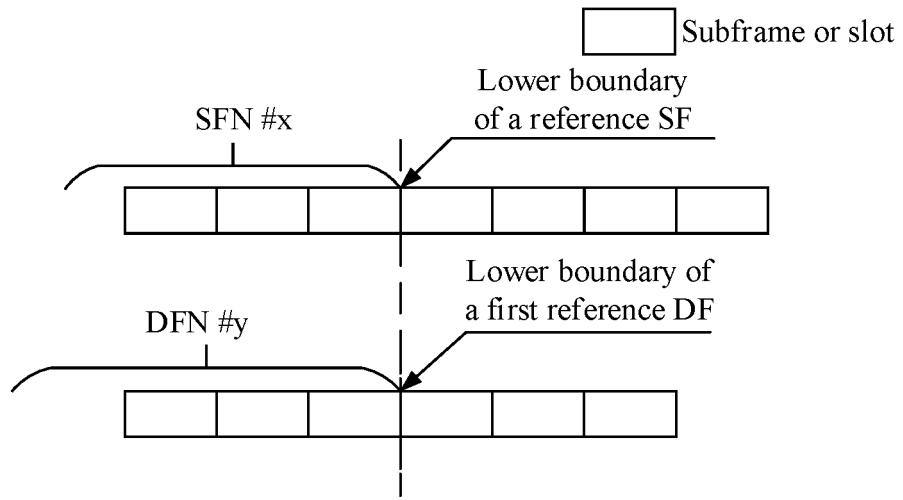 Subframe or slot
Lower boundary
of a reference SF
SFN #x
Lower boundary of
a first reference DF
DFN #y